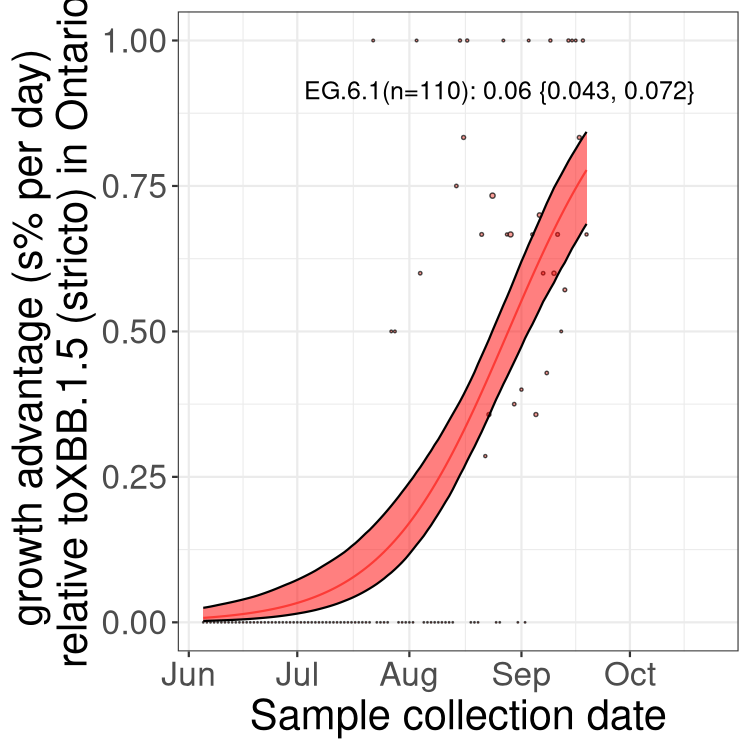 growth advantage (s% per day)
relative toXBB.1.5 (stricto) in Ontario
1.00
0.75
0.50
0.25
0.00
EG.6.1(n=110): 0.06 {0.043, 0.072}
Jun Jul Aug Sep Oct
Sample collection date